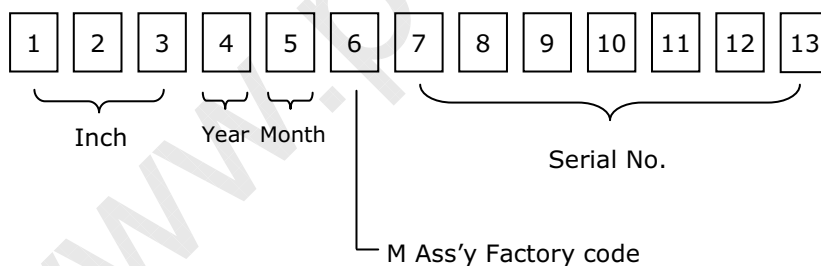 1 2 3 4 5 6 7 8 9 10 11 12 13
Inch Year Month
Serial No.
M Ass’y Factory code
www.p